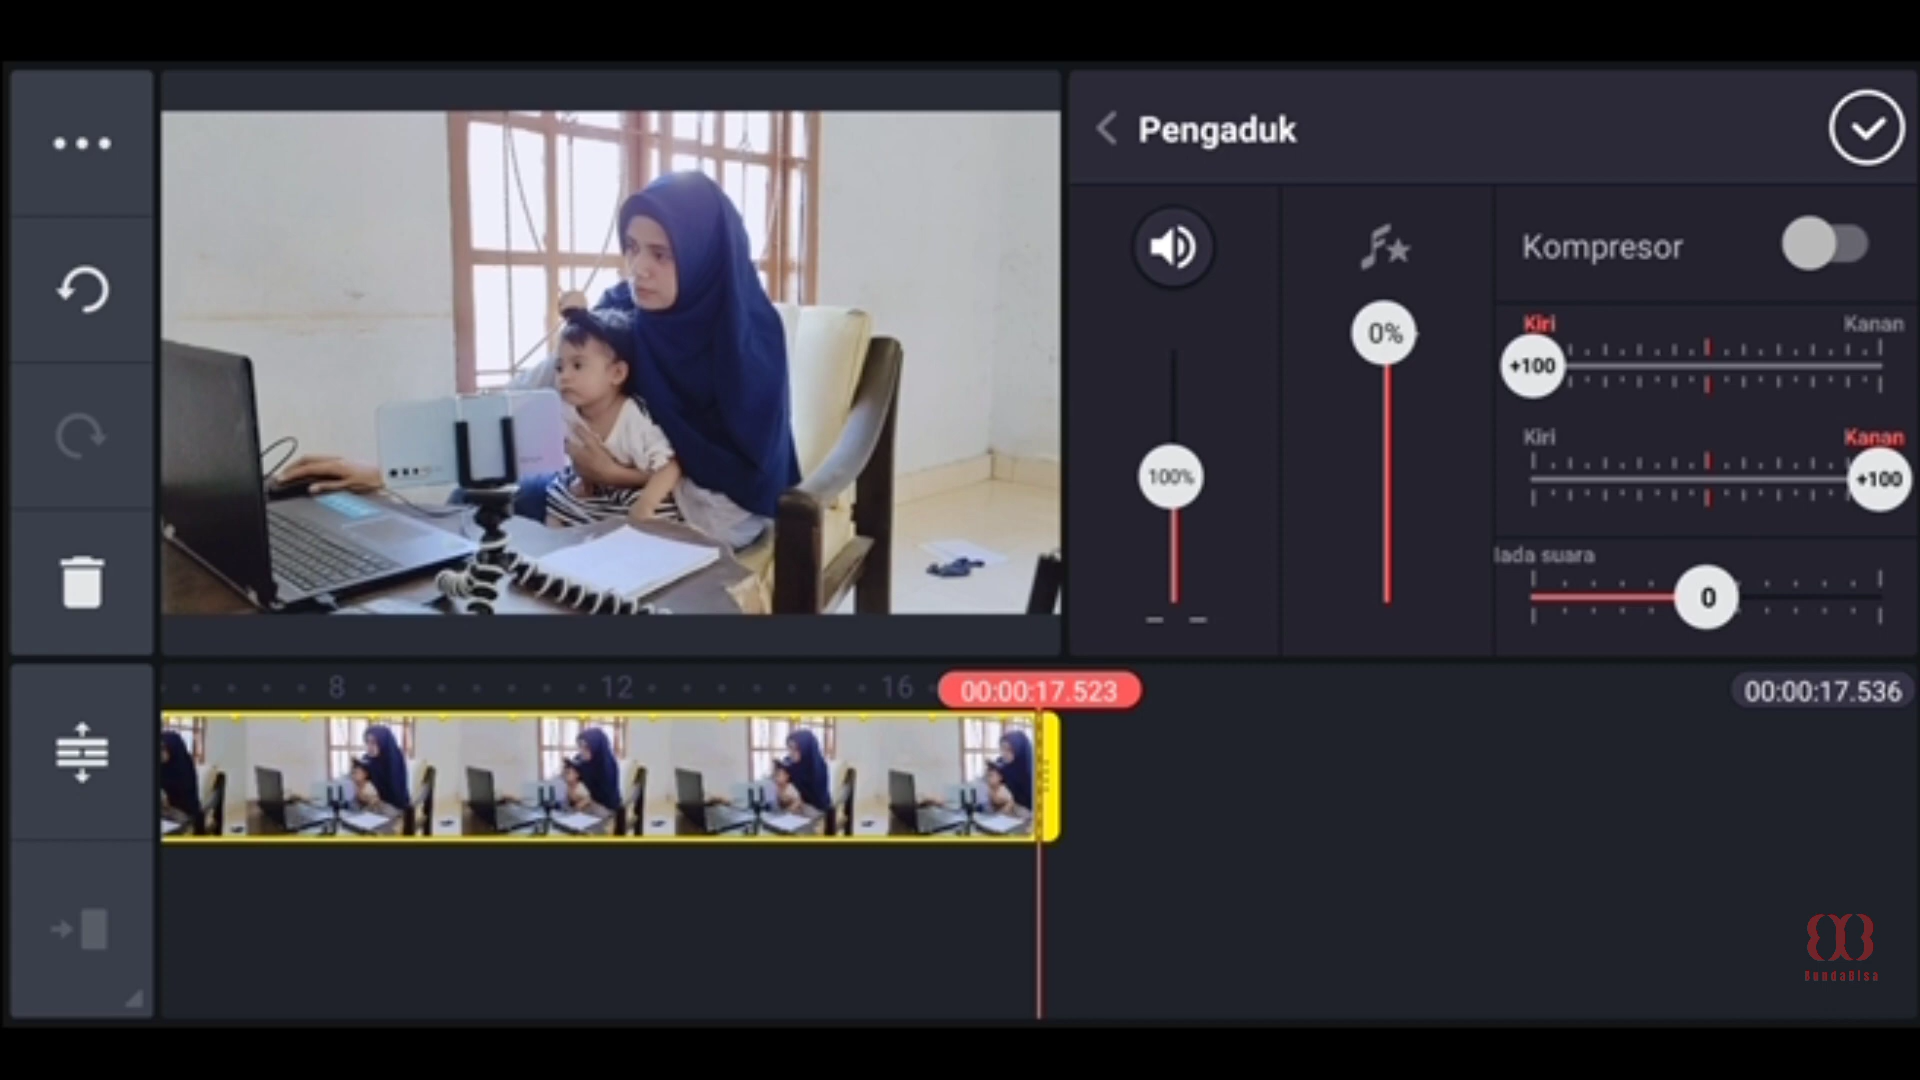 Pengaduk
Kompresor
0%
Kiri
Kanan
+100
Kiri
Kanan
100%
+100
lada suara
0
8
12
16
00:00:17.523
00:00:17.536
BundaBisa